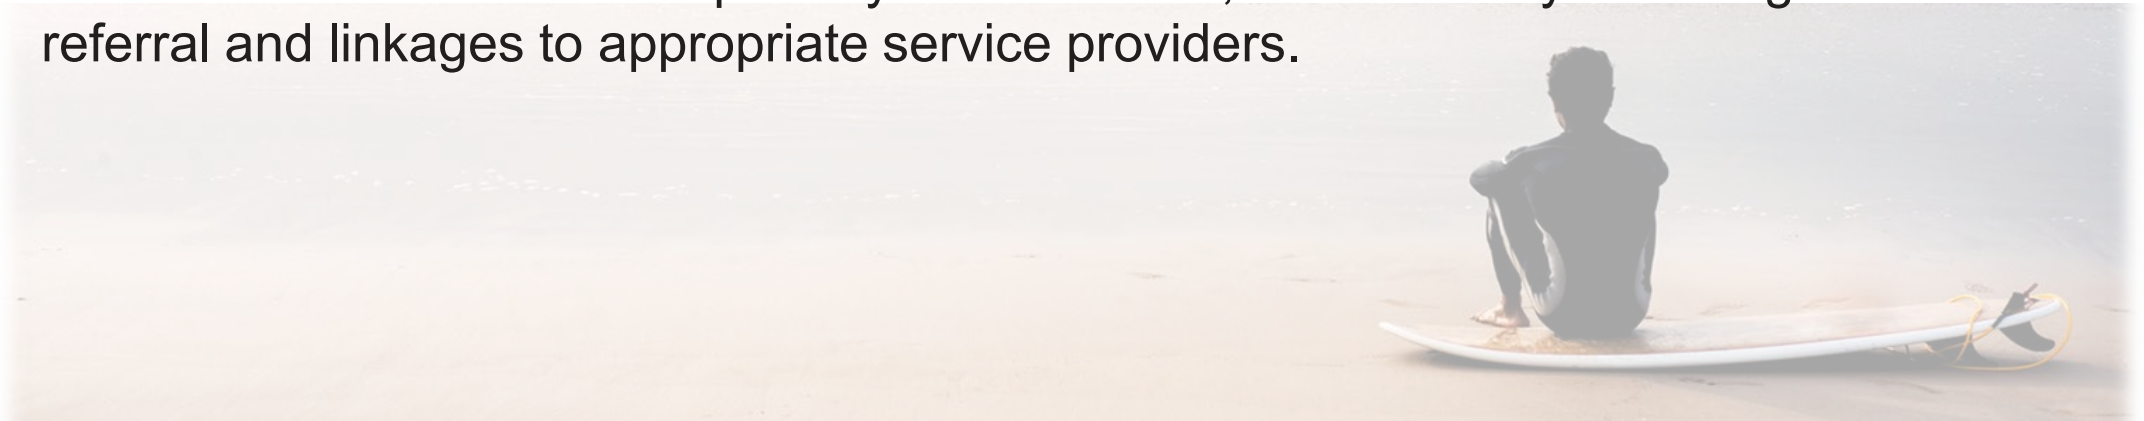 referral and linkages to appropriate service providers.